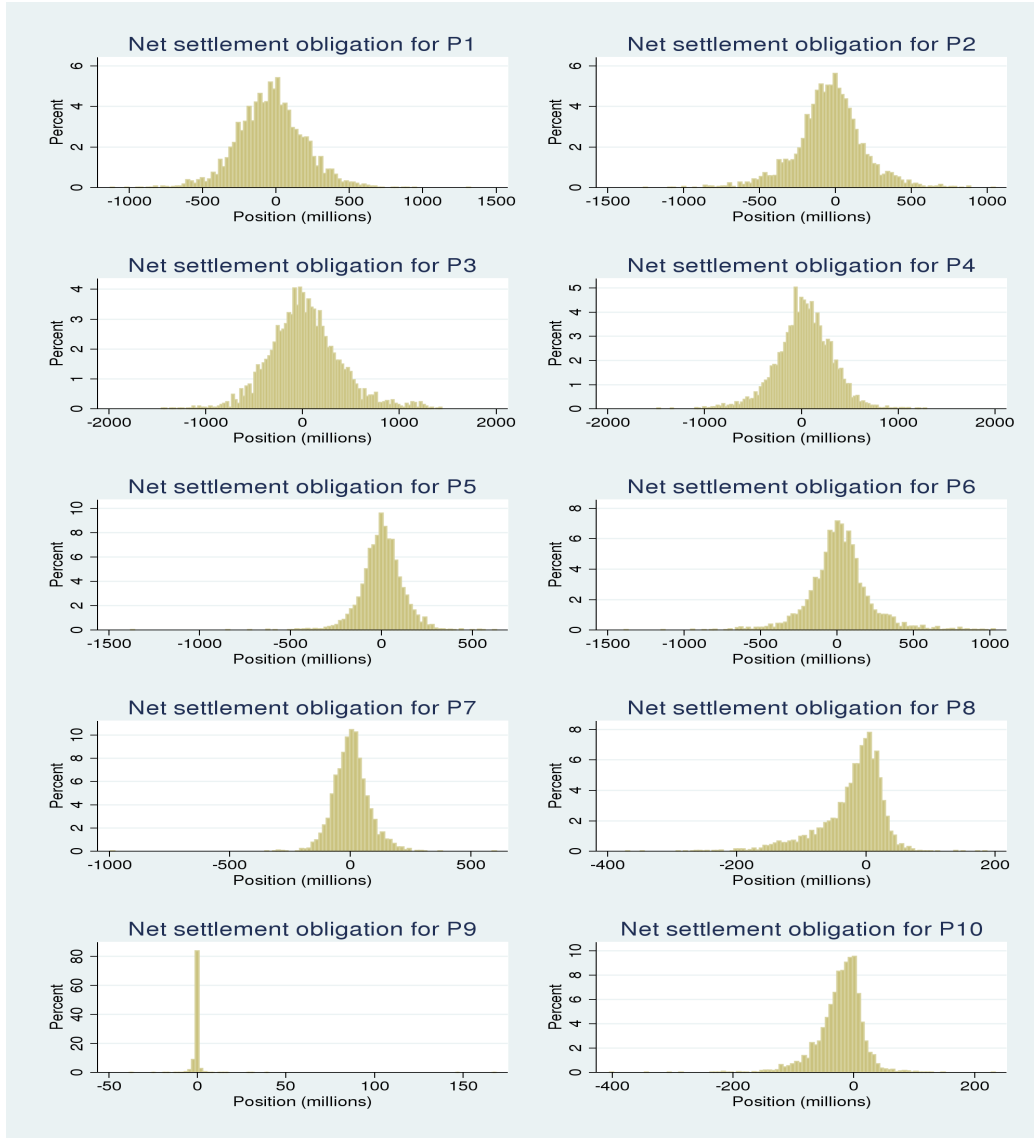 Net settlement obligation for P1
Percent
6
4
2
0
-1000 -500 0 500 1000 1500
Position (millions)
Net settlement obligation for P2
Percent
6
4
2
0
-1500 -1000 -500 0 500 1000
Position (millions)
Net settlement obligation for P3
Percent
4
3
2
1
0
-2000 -1000 0 1000 2000
Position (millions)
Net settlement obligation for P4
Percent
5
4
3
2
1
0
-2000 -1000 0 1000 2000
Position (millions)
Net settlement obligation for P5
Percent
10
8
6
4
2
0
-1500 -1000 -500 0 500
Position (millions)
Net settlement obligation for P6
Percent
8
6
4
2
0
-1500 -1000 -500 0 500 1000
Position (millions)
Net settlement obligation for P7
Percent
10
8
6
4
2
0
-1000 -500 0 500
Position (millions)
Net settlement obligation for P8
Percent
8
6
4
2
0
-400 -200 0 200
Position (millions)
Net settlement obligation for P9
Percent
80
60
40
20
0
-50 0 50 100 150
Position (millions)
Net settlement obligation for P10
Percent
10
8
6
4
2
0
-400 -200 0 200
Position (millions)